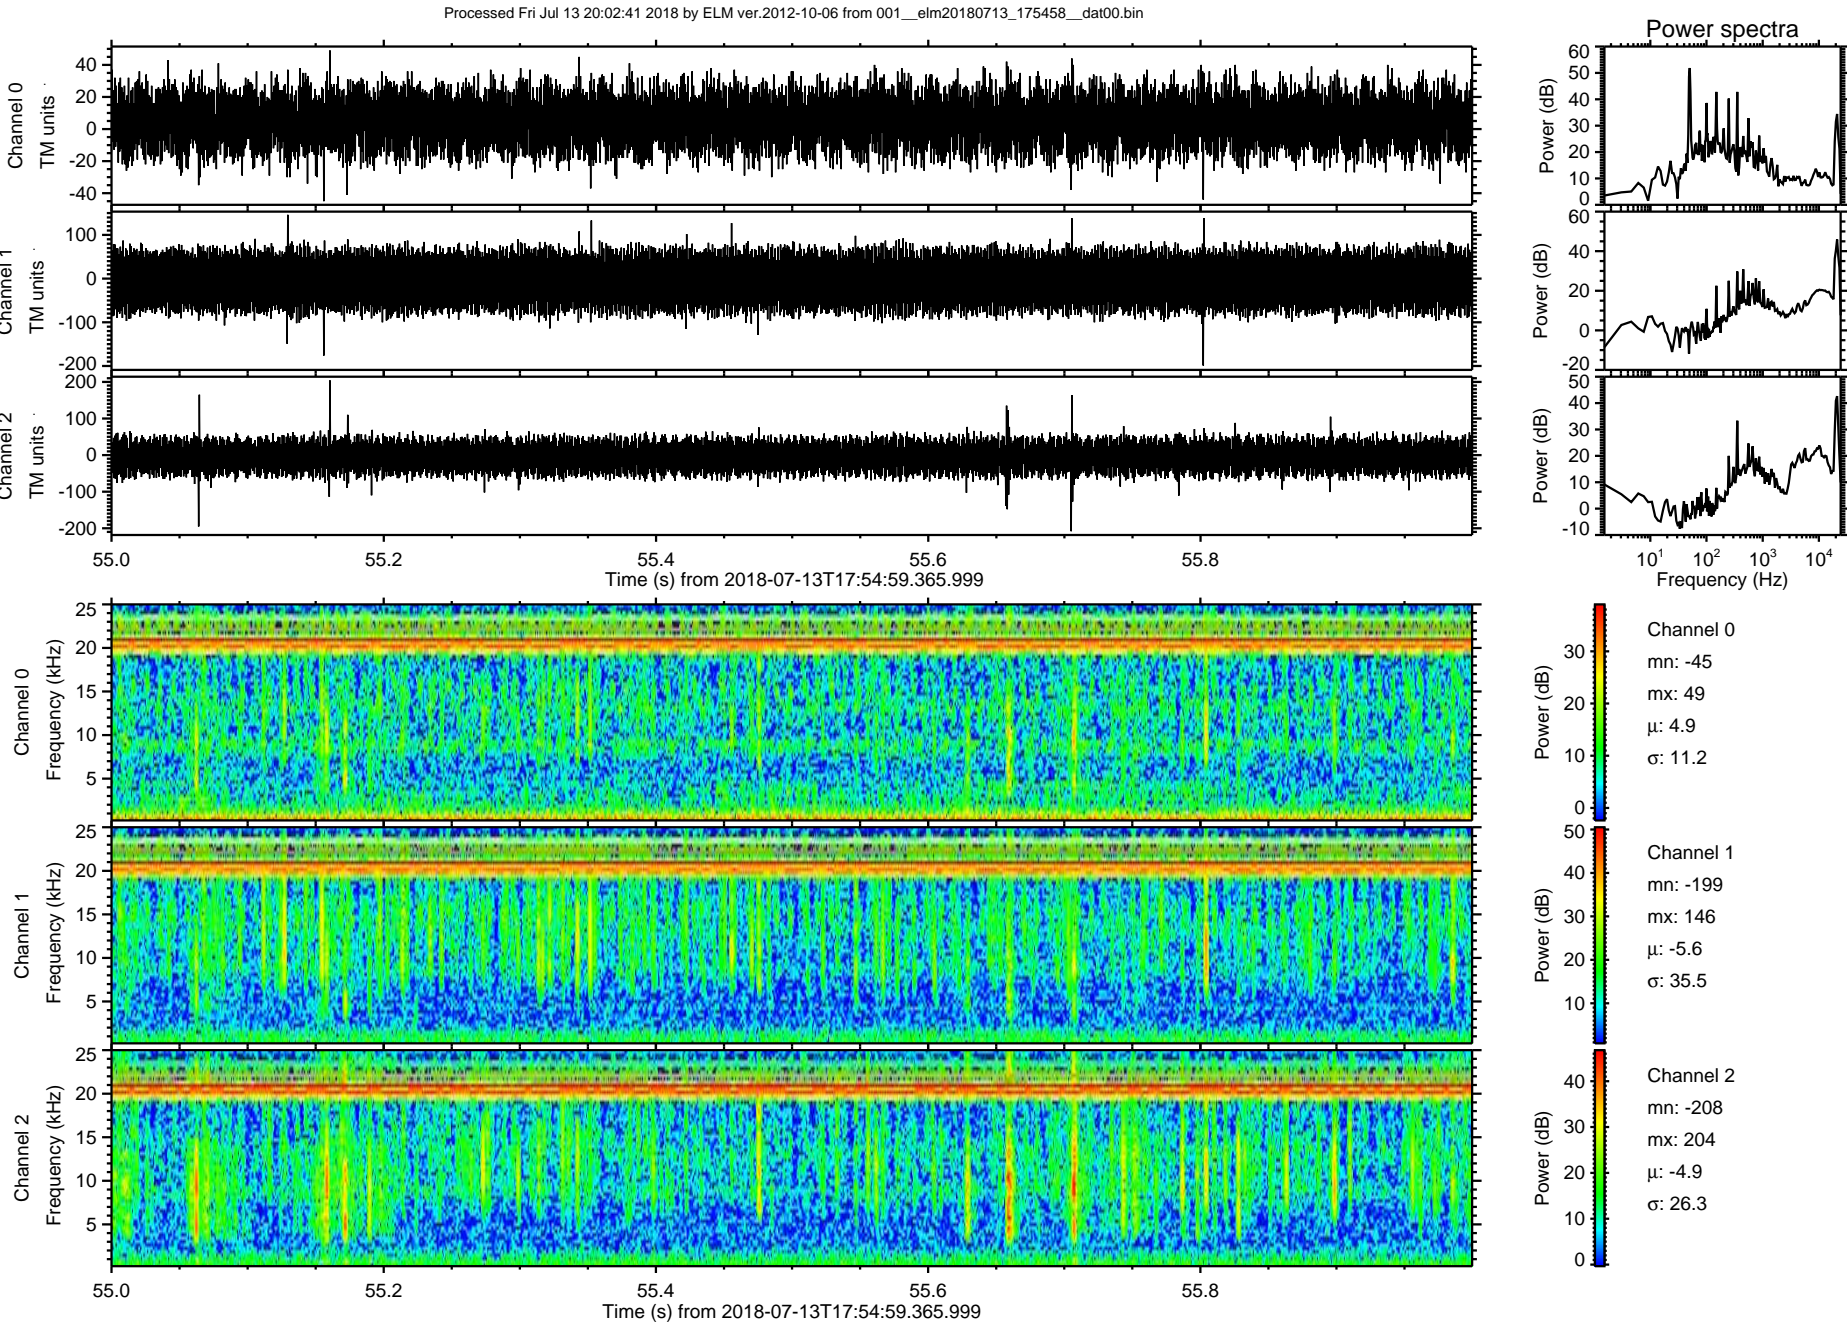 Processed Fri Jul 13 20:02:41 2018 by ELM ver.2012-10-06 from 001__elm20180713_175458__dat00.bin
Power spectra
Channel 0
TM units
40
20
0
-20
-40
Power (dB)
60
50
40
30
20
10
0
Channel 1
TM units
100
0
-100
-200
Power (dB)
60
40
20
0
-20
Channel 2
TM units
200
100
0
-100
-200
Power (dB)
50
40
30
20
10
0
-10
55.0 55.2 55.4 55.6 55.8
Time (s) from 2018-07-13T17:54:59.365.999
10^1 10^2 10^3 10^4
Frequency (Hz)
Channel 0
Frequency (kHz)
25
20
15
10
5
Power (dB)
30
20
10
0
Channel 0
mn: -45
mx: 49
μ: 4.9
σ: 11.2
Channel 1
Frequency (kHz)
25
20
15
10
5
Power (dB)
50
40
30
20
10
Channel 1
mn: -199
mx: 146
μ: -5.6
σ: 35.5
Channel 2
Frequency (kHz)
25
20
15
10
5
Power (dB)
40
30
20
10
0
Channel 2
mn: -208
mx: 204
μ: -4.9
σ: 26.3
55.0 55.2 55.4 55.6 55.8
Time (s) from 2018-07-13T17:54:59.365.999